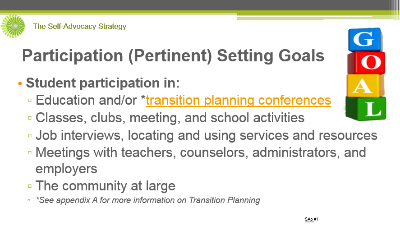 The Self-Advocacy Strategy
Participation (Pertinent) Setting Goals
• Student participation in:
Education and/or *transition planning conferences
Classes, clubs, meeting, and school activities
Job interviews, locating and using services and resources
Meetings with teachers, counselors, administrators, and
employers
The community at large
*See appendix A for more information on Transition Planning
G
O
A
L